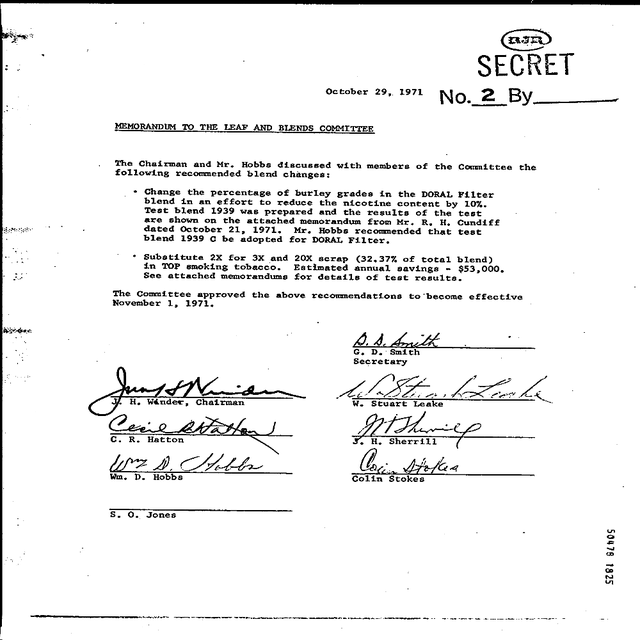 RJR
SECRET
October 29, 1971
No. 2 By
MEMORANDUM TO THE LEAF AND BLENDS COMMITTEE
The Chairman and Mr. Hobbs discussed with members of the Committee the
following recommended blend changes:
· Change the percentage of burley grades in the DORAL Filter
blend in an effort to reduce the nicotine content by 10%.
Test blend 1939 was prepared and the results of the test
are shown on the attached memorandum from Mr. R. H. Cundiff
dated October 21, 1971. Mr. Hobbs recommended that test
blend 1939 C be adopted for DORAL Filter.
· Substitute 2X for 3X and 20X scrap (32.37% of total blend)
in TOP smoking tobacco. Estimated annual savings - $53,000.
See attached memorandums for details of test results.
The Committee approved the above recommendations to become effective
November 1, 1971.
G. D. Smith
G. D. Smith
Secretary
J. H. Winder, Chairman
W. Stuart Leake
W. Stuart Leake
Cecil R Hatton
C. R. Hatton
J H Sherrill
J. H. Sherrill
Wm D. Hobbs
Wm. D. Hobbs
Colin Stokes
Colin Stokes
S. O. Jones
50478 1825